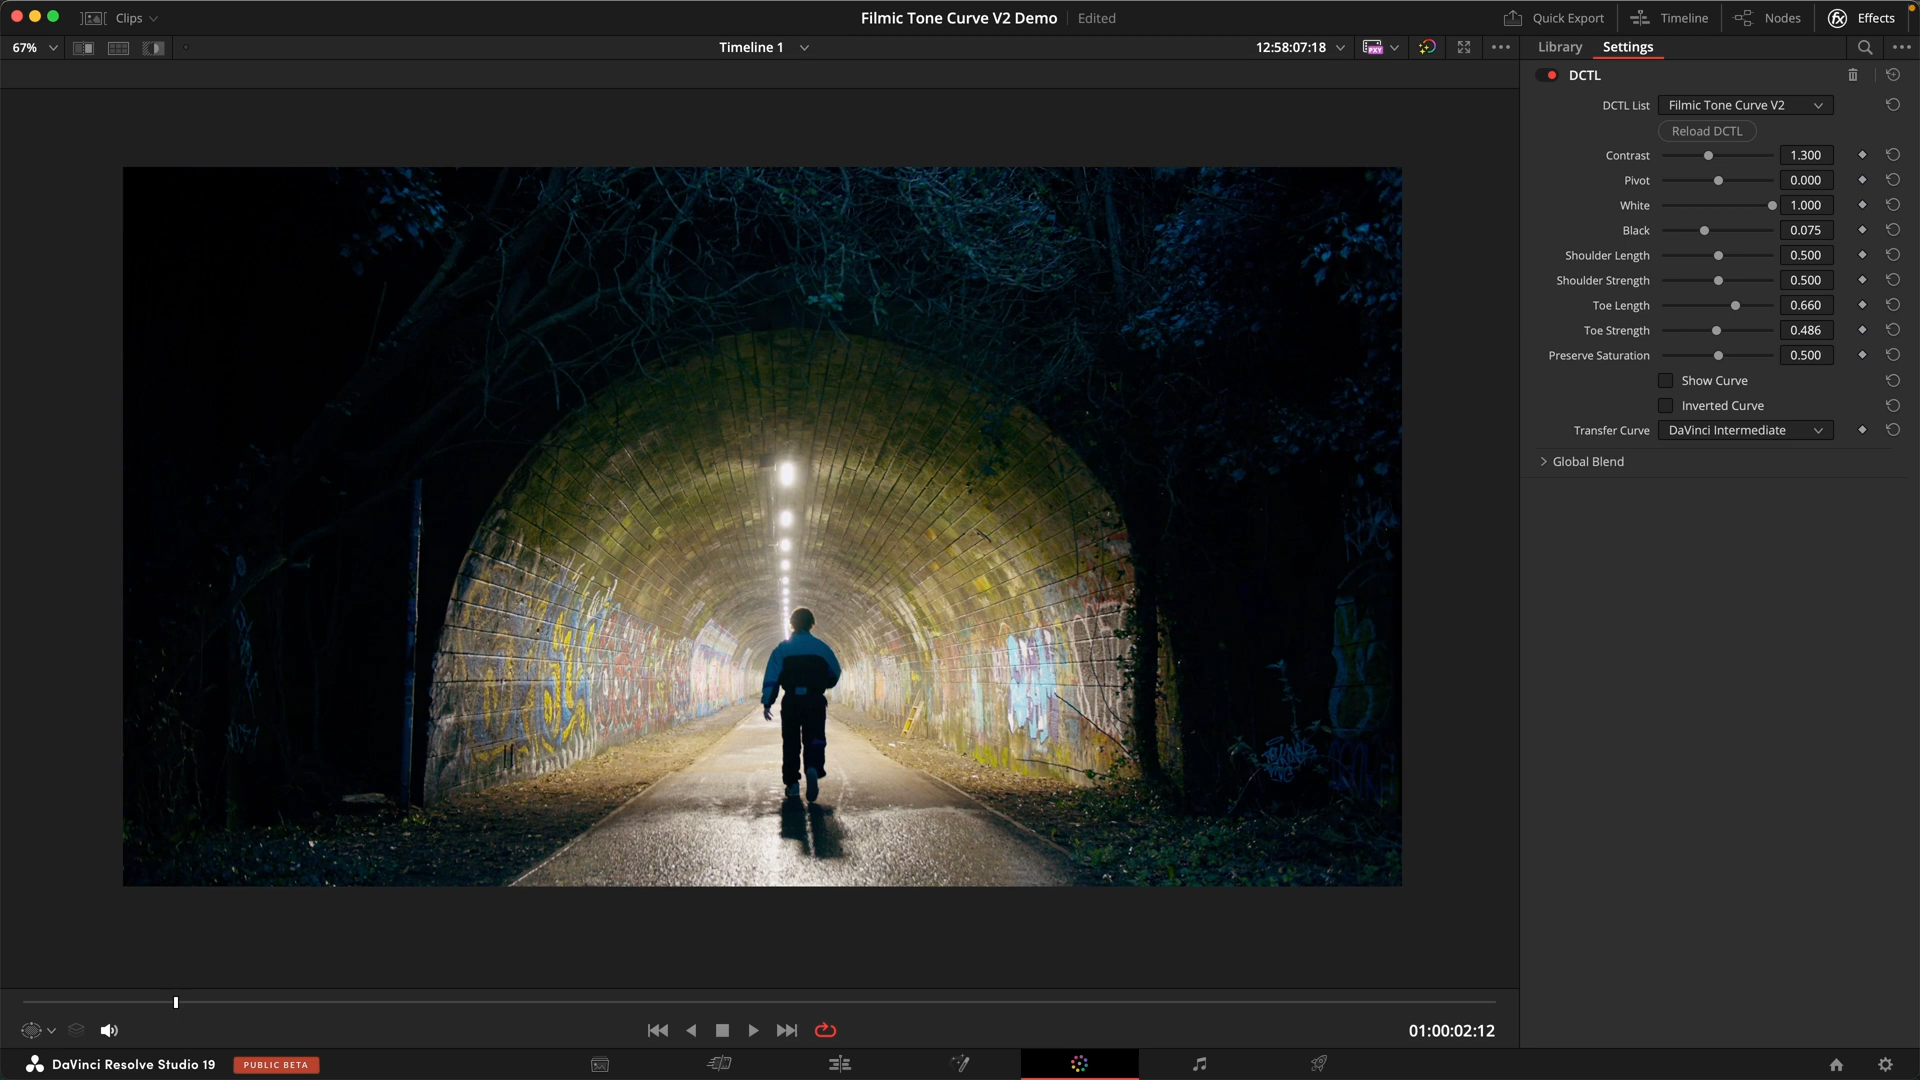 Clips
Filmic Tone Curve V2 Demo Edited
Quick Export Timeline Nodes Effects
67%
Timeline 1
12:58:07:18
PXY
Library Settings
DCTL
DCTL List Filmic Tone Curve V2
Reload DCTL
Contrast 1.300
Pivot 0.000
White 1.000
Black 0.075
Shoulder Length 0.500
Shoulder Strength 0.500
Toe Length 0.660
Toe Strength 0.486
Preserve Saturation 0.500
Show Curve
Inverted Curve
Transfer Curve DaVinci Intermediate
Global Blend
01:00:02:12
DaVinci Resolve Studio 19 PUBLIC BETA